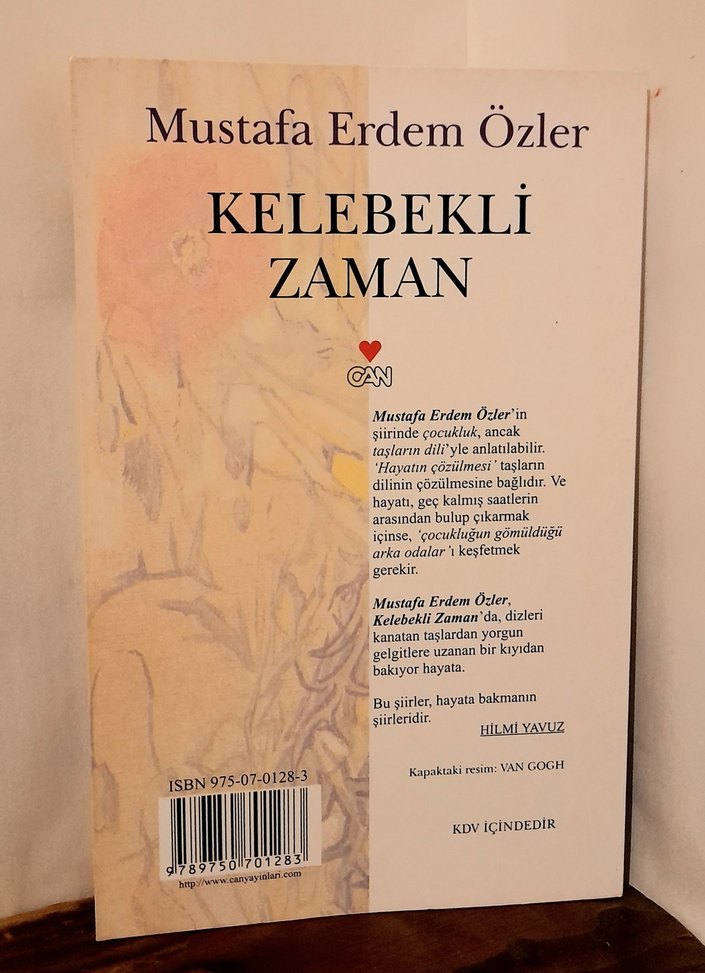 Mustafa Erdem Özler
KELEBEKLİ
ZAMAN
CAN
Mustafa Erdem Özler'in
şiirinde çocukluk, ancak
taşların dili'yle anlatılabilir.
'Hayatın çözülmesi' taşların
dilinin çözülmesine bağlıdır. Ve
hayatı, geç kalmış saatlerin
arasından bulup çıkarmak
içinse, 'çocukluğun gömüldüğü
arka odalar'ı keşfetmek
gerekir.
Mustafa Erdem Özler,
Kelebekli Zaman'da, dizleri
kanatan taşlardan yorgun
gelgitlere uzanan bir kıyıdan
bakıyor hayata.
Bu şiirler, hayata bakmanın
şiirleridir.
HİLMİ YAVUZ
Kapaktaki resim: VAN GOGH
KDV İÇİNDEDİR
ISBN 975-07-0128-3
9789750701283
http://www.canyayinlari.com